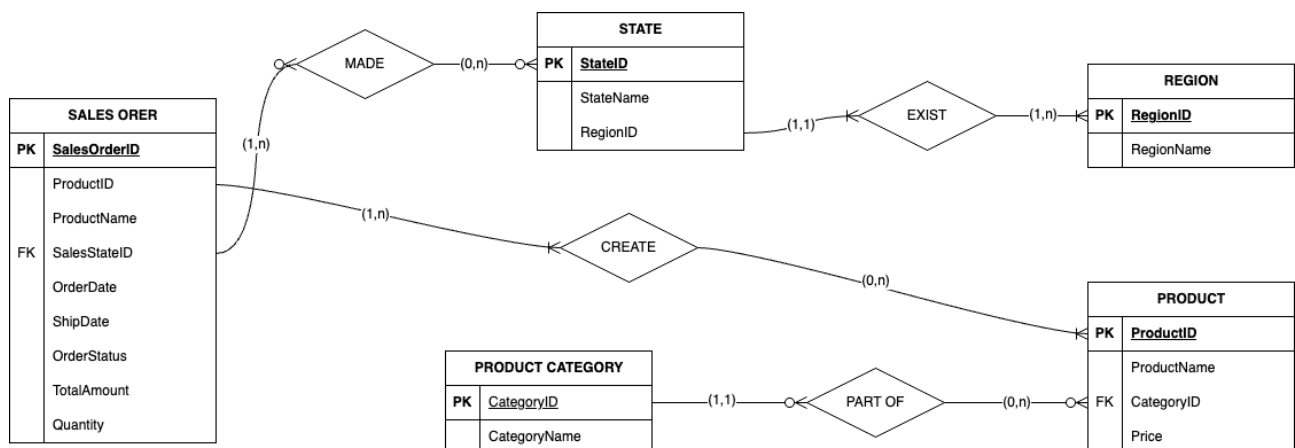 STATE
PK StateID
StateName
RegionID
MADE
(0,n)
(1,n)
SALES ORER
PK SalesOrderID
ProductID
ProductName
FK SalesStateID
OrderDate
ShipDate
OrderStatus
TotalAmount
Quantity
(1,1)
EXIST
(1,n)
REGION
PK RegionID
RegionName
(1,n)
CREATE
(0,n)
PRODUCT
PK ProductID
ProductName
FK CategoryID
Price
PRODUCT CATEGORY
PK CategoryID
CategoryName
(1,1)
PART OF
(0,n)